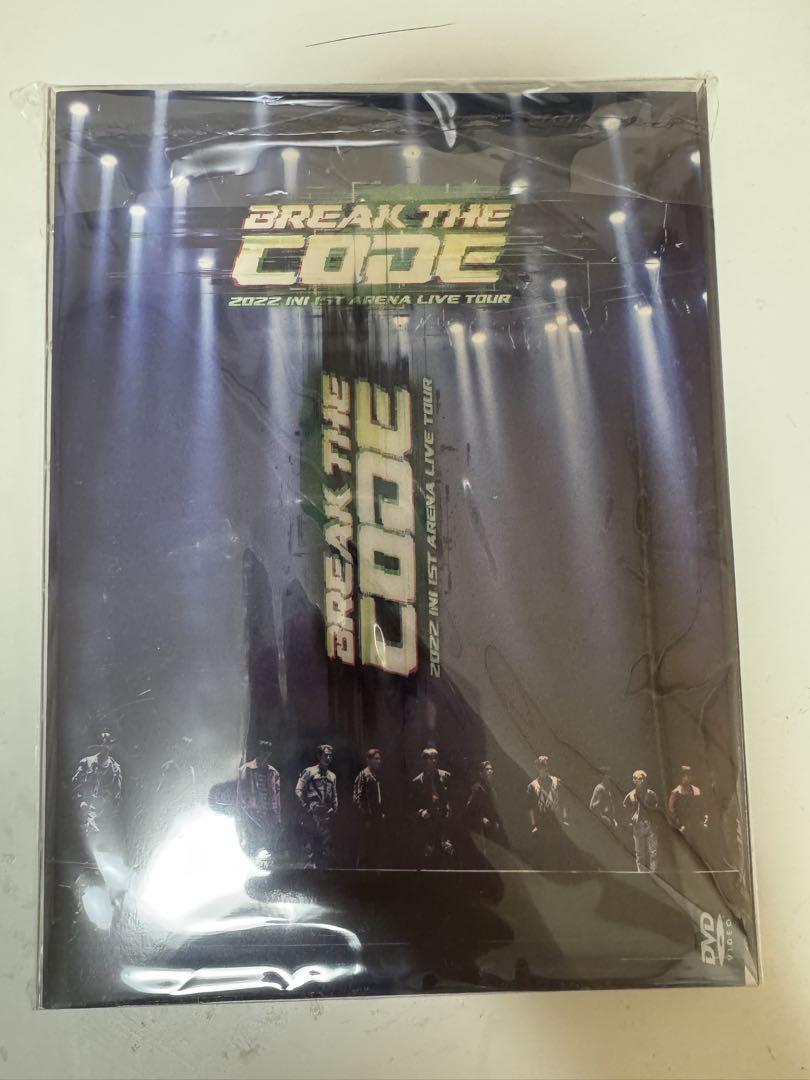 BREAK THE
CODE
2022 INI 1ST ARENA LIVE TOUR
BREAK THE
CODE
2022 INI 1ST ARENA LIVE TOUR
DVD
VIDEO